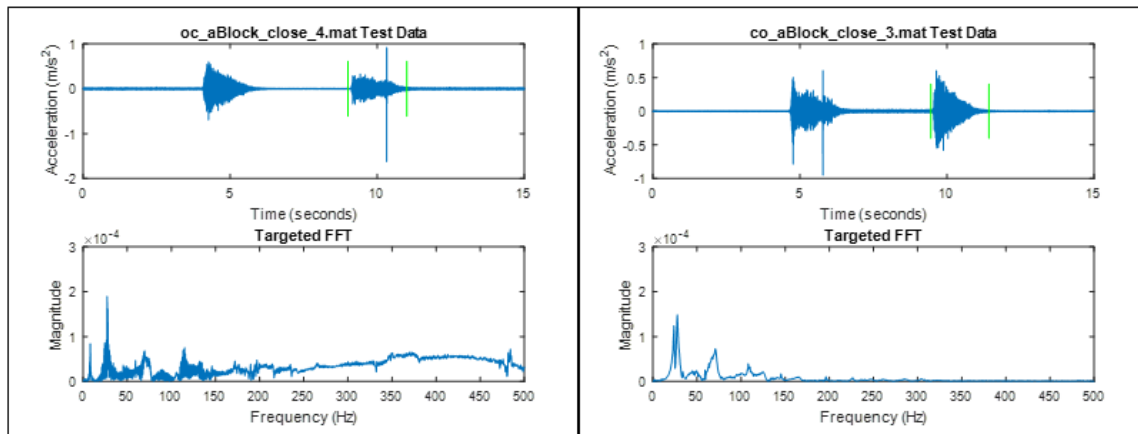 oc_aBlock_close_4.mat Test Data
1
0
-1
-2
Acceleration (m/s²)
0 5 10 15
Time (seconds)
×10⁻⁴ Targeted FFT
3
2
1
0
Magnitude
0 50 100 150 200 250 300 350 400 450 500
Frequency (Hz)
co_aBlock_close_3.mat Test Data
1
0.5
0
-0.5
-1
Acceleration (m/s²)
0 5 10 15
Time (seconds)
×10⁻⁴ Targeted FFT
3
2
1
0
Magnitude
0 50 100 150 200 250 300 350 400 450 500
Frequency (Hz)